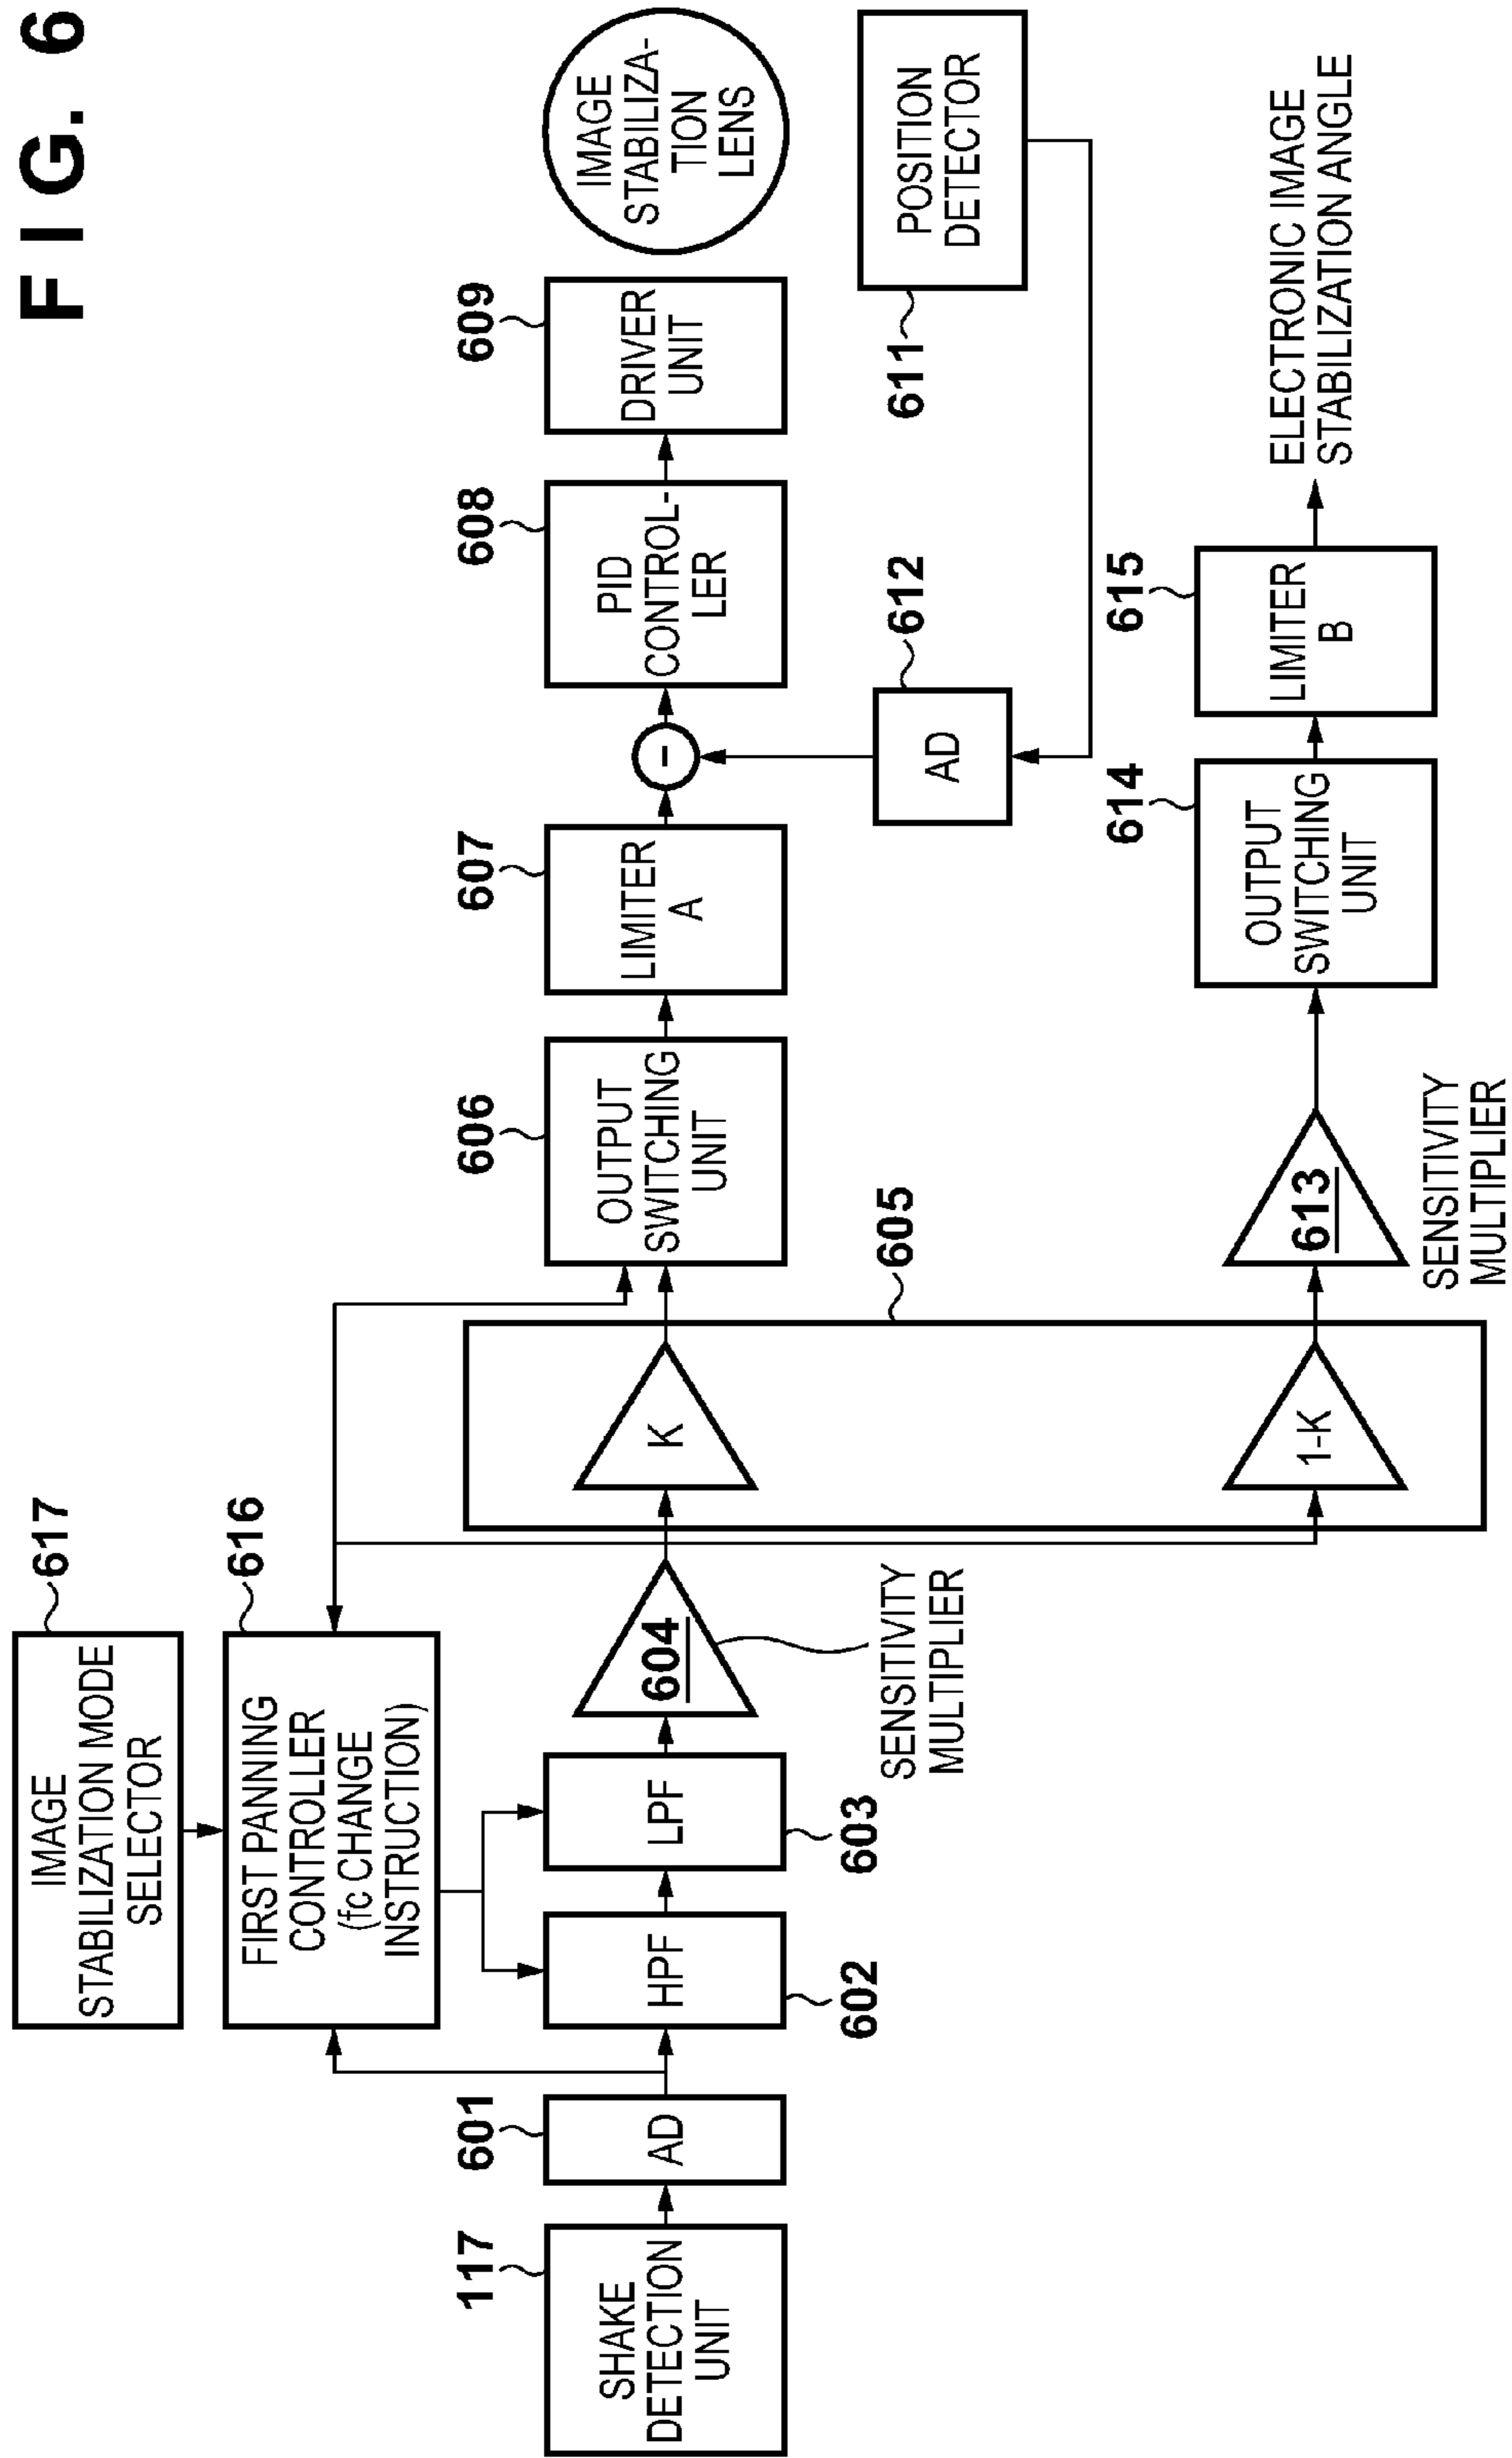 FIG. 6
617
IMAGE
STABILIZATION MODE
SELECTOR
616
FIRST PANNING
CONTROLLER
(fc CHANGE
INSTRUCTION)
117
SHAKE
DETECTION
UNIT
601
AD
602
HPF
603
LPF
604
SENSITIVITY
MULTIPLIER
605
K
1-K
606
OUTPUT
SWITCHING
UNIT
607
LIMITER
A
-
608
PID
CONTROL-
LER
609
DRIVER
UNIT
IMAGE
STABILIZA-
TION
LENS
611
POSITION
DETECTOR
612
AD
613
SENSITIVITY
MULTIPLIER
614
OUTPUT
SWITCHING
UNIT
615
LIMITER
B
ELECTRONIC IMAGE
STABILIZATION ANGLE